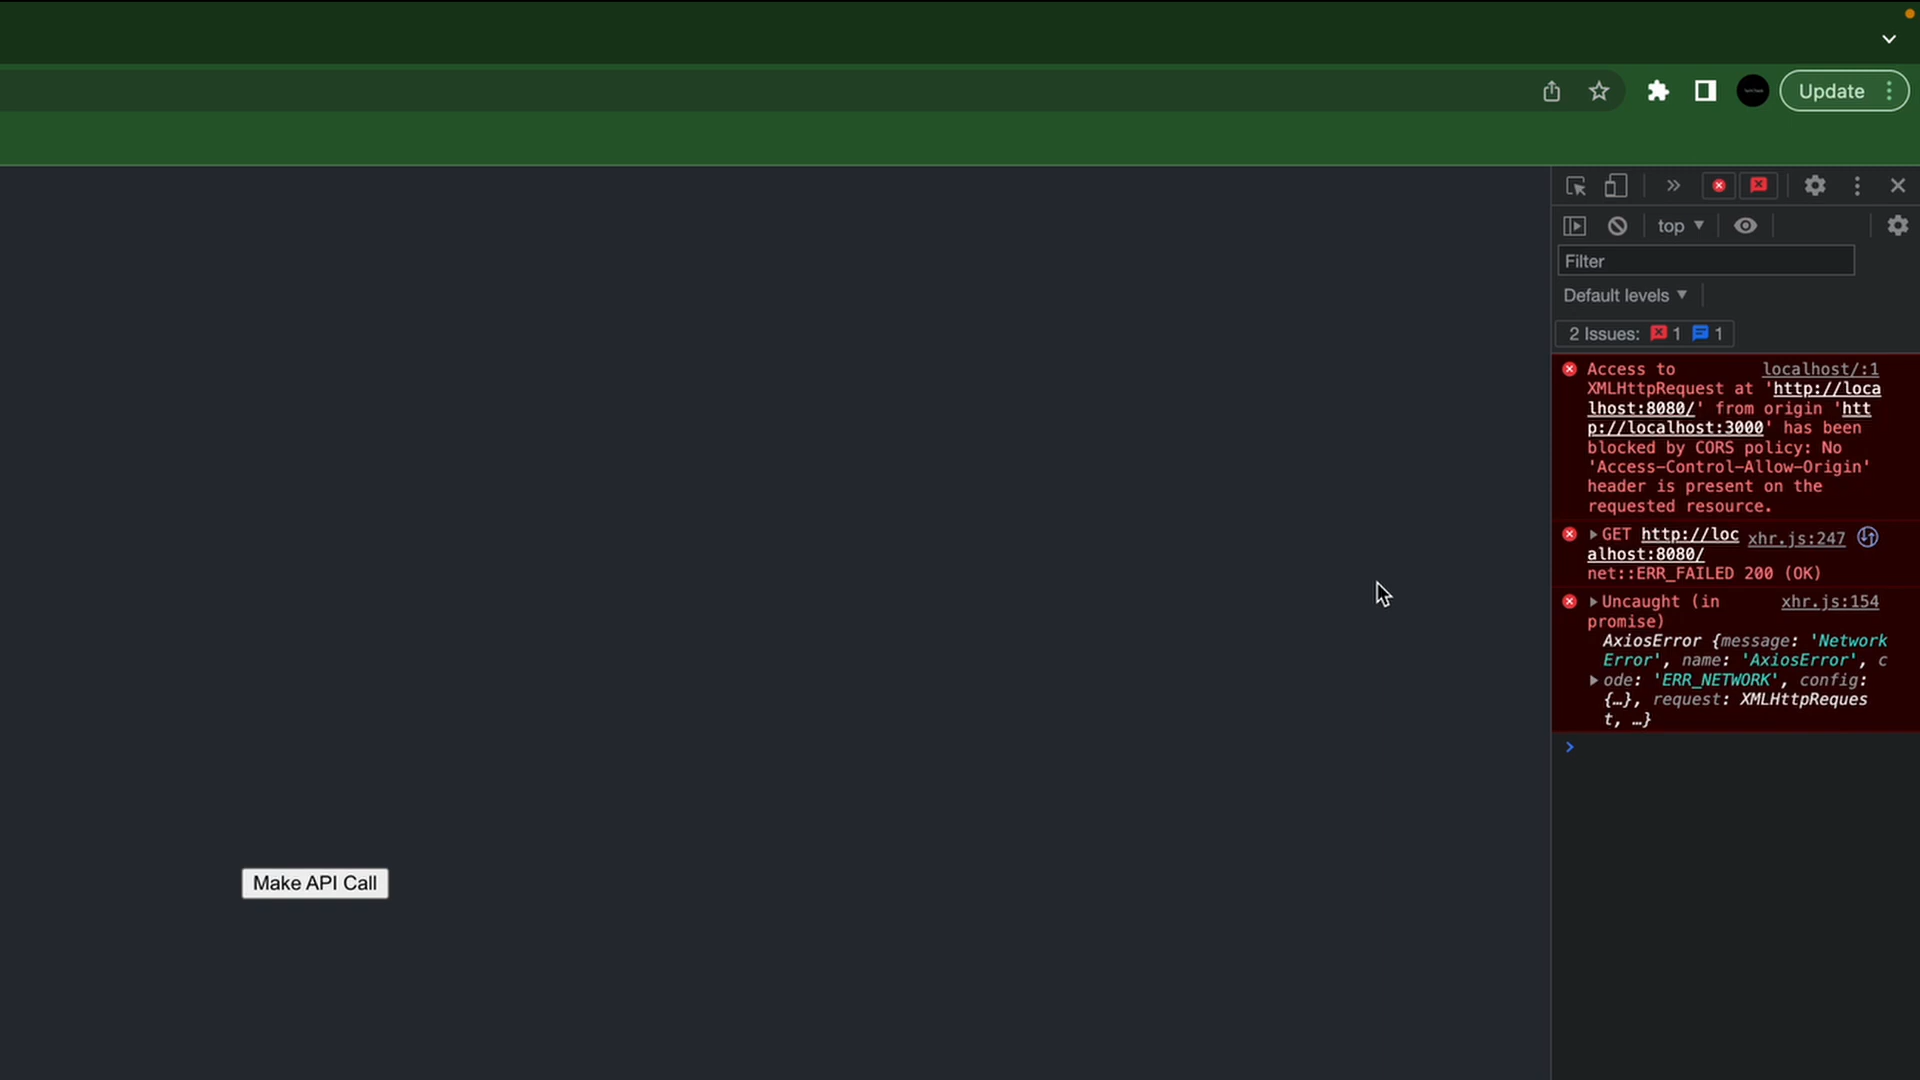 Update
top
Filter
Default levels
2 Issues: 1 1
Access to localhost/:1
XMLHttpRequest at 'http://loca
lhost:8080/' from origin 'htt
p://localhost:3000' has been
blocked by CORS policy: No
'Access-Control-Allow-Origin'
header is present on the
requested resource.
GET http://loc xhr.js:247
alhost:8080/
net::ERR_FAILED 200 (OK)
Uncaught (in xhr.js:154
promise)
AxiosError {message: 'Network
Error', name: 'AxiosError', c
ode: 'ERR_NETWORK', config:
{…}, request: XMLHttpReques
t, …}
Make API Call